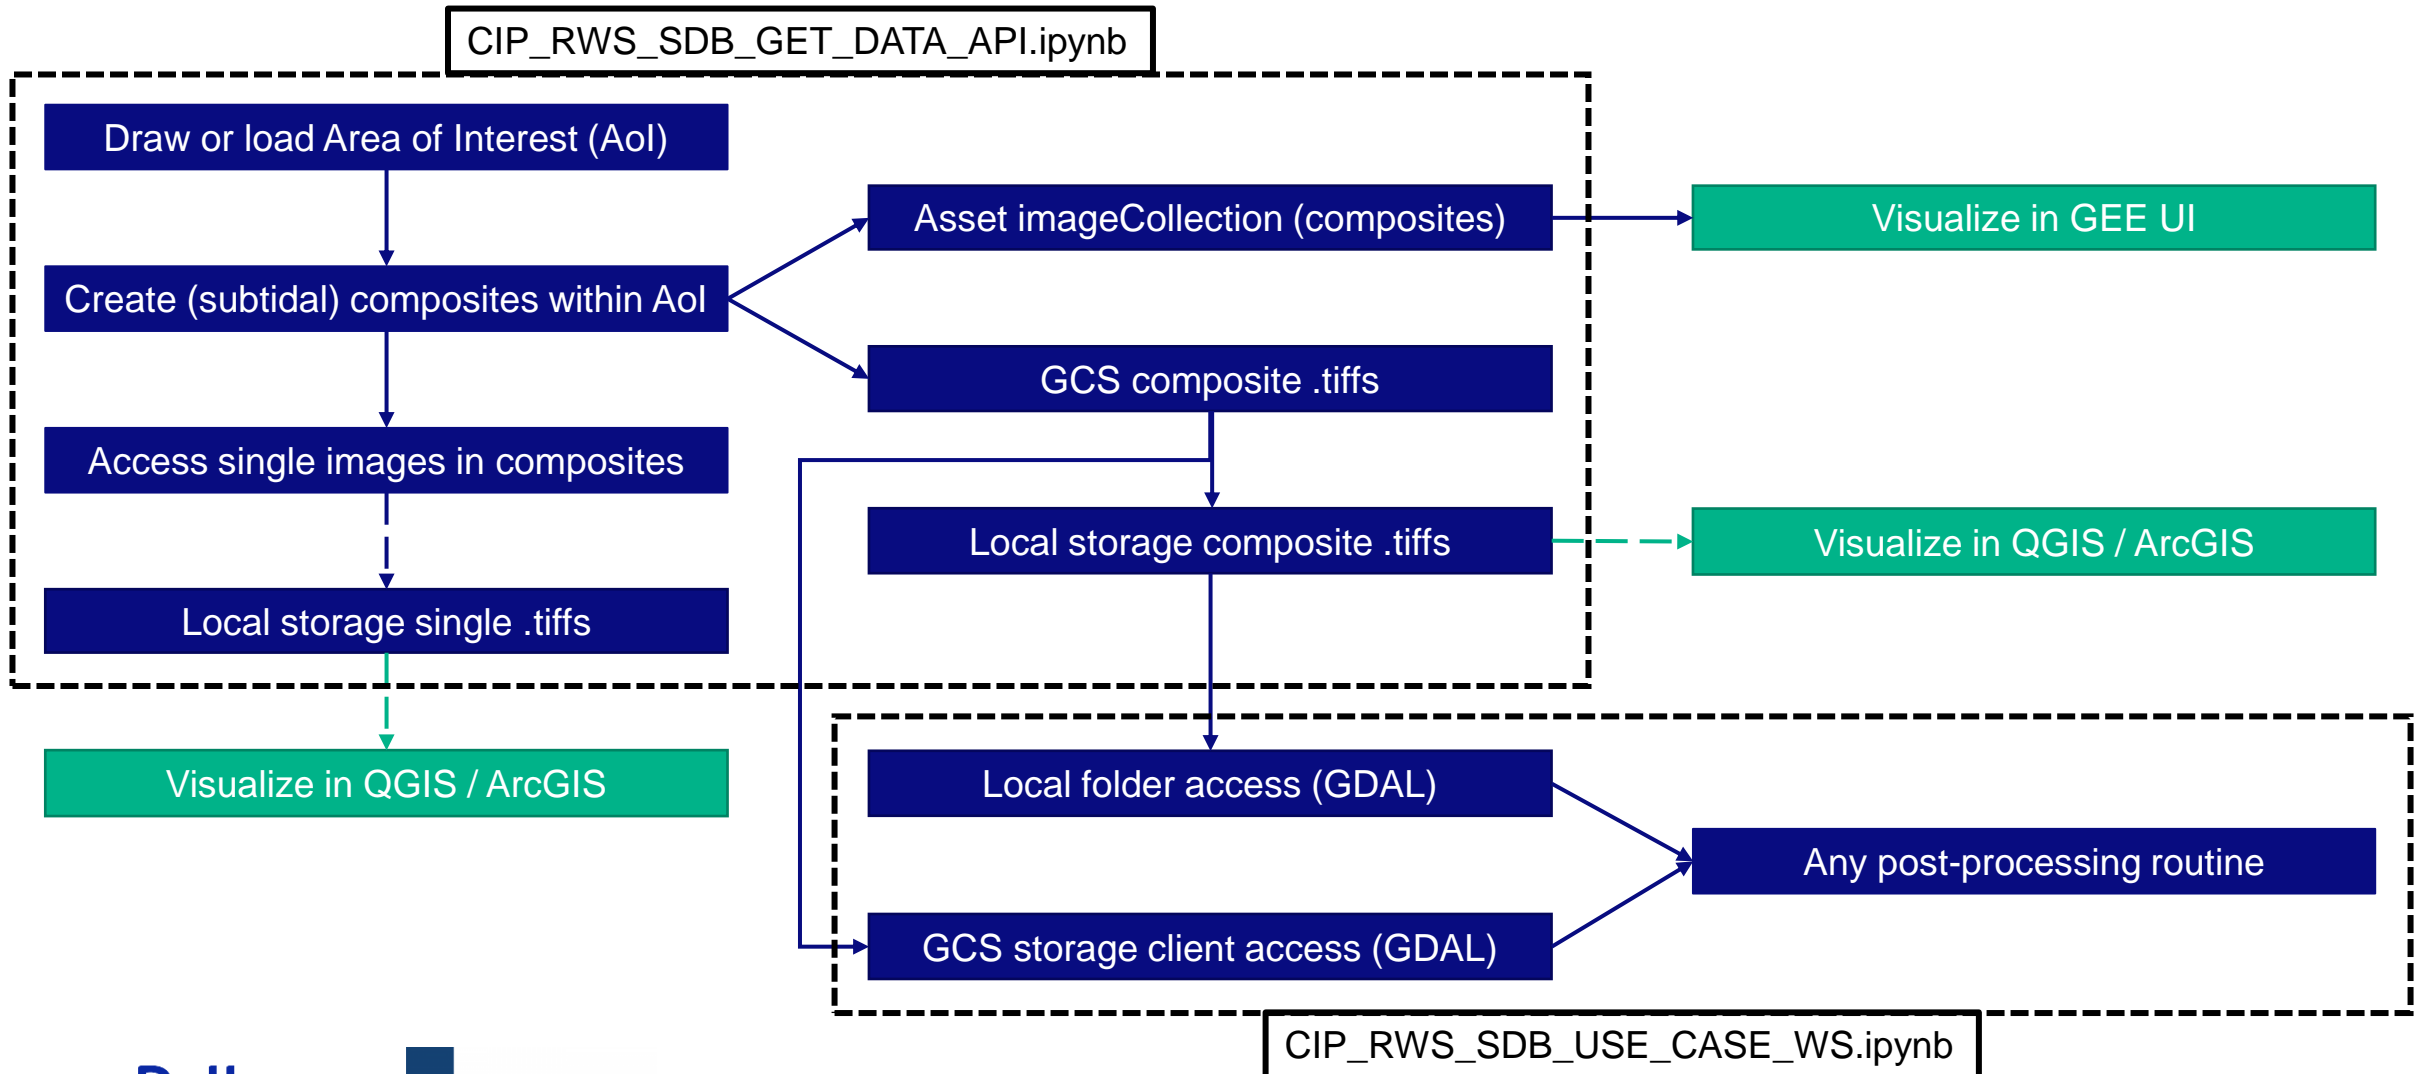 CIP_RWS_SDB_GET_DATA_API.ipynb
Draw or load Area of Interest (AoI)
Asset imageCollection (composites)
Visualize in GEE UI
Create (subtidal) composites within AoI
GCS composite .tiffs
Access single images in composites
Local storage composite .tiffs
Visualize in QGIS / ArcGIS
Local storage single .tiffs
Visualize in QGIS / ArcGIS
Local folder access (GDAL)
Any post-processing routine
GCS storage client access (GDAL)
CIP_RWS_SDB_USE_CASE_WS.ipynb